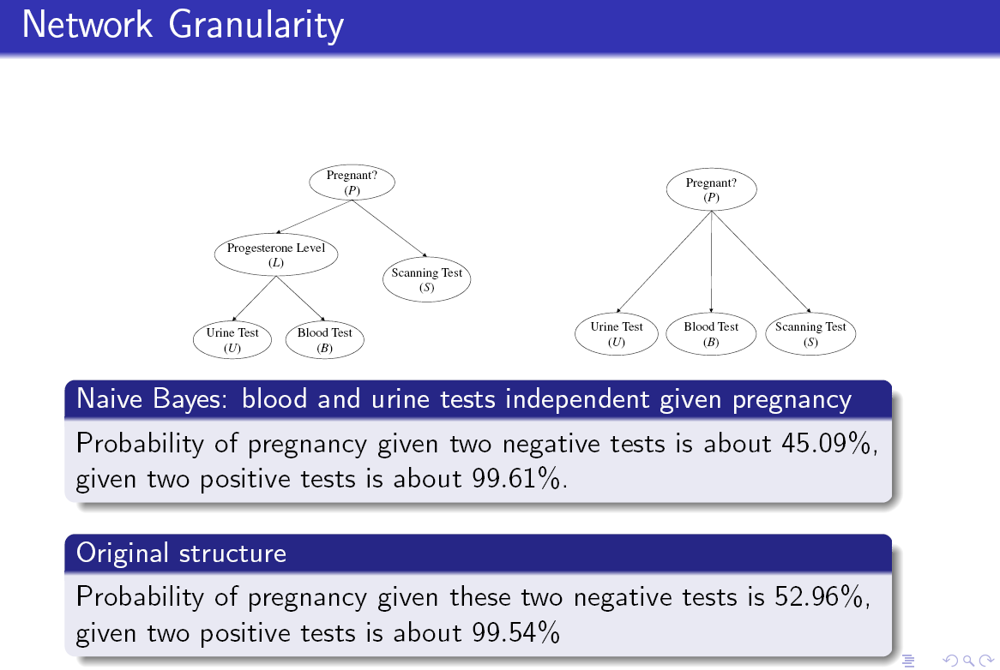 Network Granularity
Pregnant?
(P)
Progesterone Level
(L)
Scanning Test
(S)
Urine Test
(U)
Blood Test
(B)
Pregnant?
(P)
Urine Test
(U)
Blood Test
(B)
Scanning Test
(S)
Naive Bayes: blood and urine tests independent given pregnancy
Probability of pregnancy given two negative tests is about 45.09%,
given two positive tests is about 99.61%.
Original structure
Probability of pregnancy given these two negative tests is 52.96%,
given two positive tests is about 99.54%